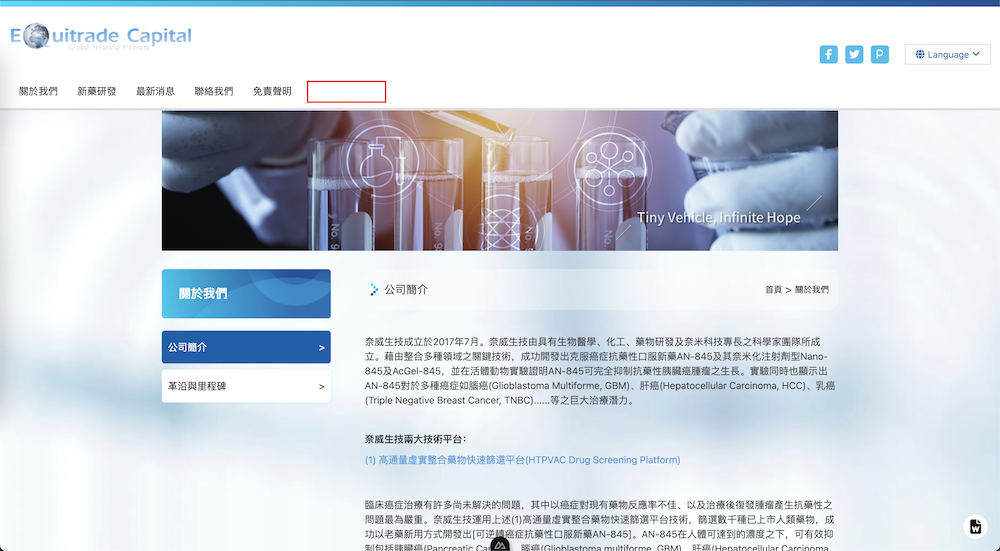 EQuitrade Capital
Global Financial Platform
Language
關於我們 新藥研發 最新消息 聯絡我們 免責聲明
Tiny Vehicle, Infinite Hope
關於我們
公司簡介
首頁 > 關於我們
公司簡介 >
革沿與里程碑 >
奈威生技成立於2017年7月。奈威生技由具有生物醫學、化工、藥物研發及奈米科技專長之科學家團隊所成
立。藉由整合多種領域之關鍵技術，成功開發出克服癌症抗藥性口服新藥AN-845及其奈米化注射劑型Nano-
845及AcGel-845，並在活體動物實驗證明AN-845可完全抑制抗藥性胰臟癌腫瘤之生長。實驗同時也顯示出
AN-845對於多種癌症如腦癌(Glioblastoma Multiforme, GBM)、肝癌(Hepatocellular Carcinoma, HCC)、乳癌
(Triple Negative Breast Cancer, TNBC)......等之巨大治療潛力。
奈威生技兩大技術平台：
(1) 高通量虛實整合藥物快速篩選平台(HTPVAC Drug Screening Platform)
臨床癌症治療有許多尚未解決的問題，其中以癌症對現有藥物反應率不佳、以及治療後復發腫瘤產生抗藥性之
問題最為嚴重。奈威生技運用上述(1)高通量虛實整合藥物快速篩選平台技術，篩選數千種已上市人類藥物，成
功以老藥新用方式開發出[可逆轉癌症抗藥性口服新藥AN-845]。AN-845在人體可達到的濃度之下，可有效抑
制包括胰臟癌(Pancreatic Ca 腦癌(Glioblastoma multiforme, GBM)、肝癌(Hepatocellular Carcinoma,